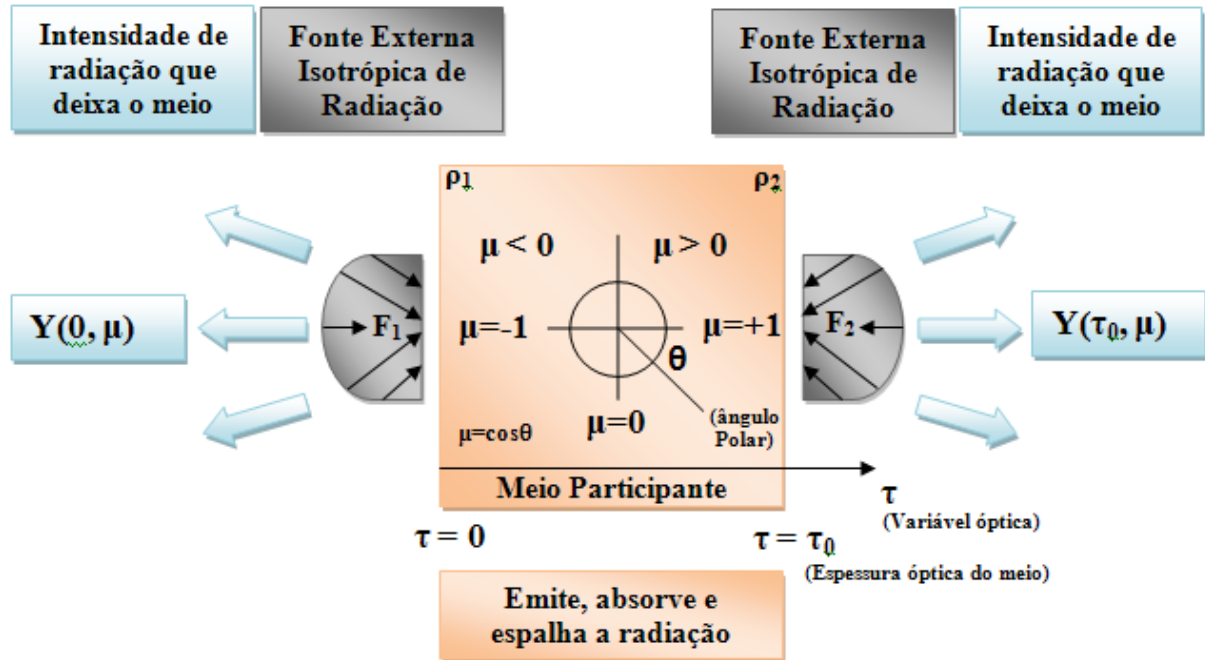 Intensidade de
radiação que
deixa o meio
Fonte Externa
Isotrópica de
Radiação
Fonte Externa
Isotrópica de
Radiação
Intensidade de
radiação que
deixa o meio
ρ1
ρ2
μ < 0
μ > 0
Y(0, μ)
F1
μ=-1
μ=+1
F2
Y(τ0, μ)
θ
μ=0
(ângulo
Polar)
μ=cosθ
Meio Participante
τ
(Variável óptica)
τ = 0
τ = τ0
(Espessura óptica do meio)
Emite, absorve e
espalha a radiação